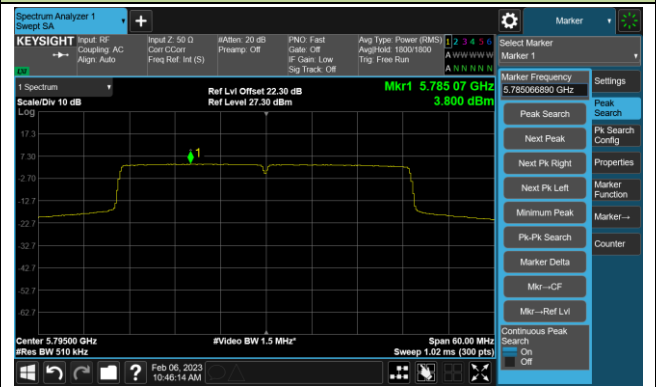 Spectrum Analyzer 1
Swept SA
Marker
KEYSIGHT
Input: RF
Coupling: AC
Align: Auto
Input Z: 50 Ω
Corr CCorr
Freq Ref: Int (S)
#Atten: 20 dB
Preamp: Off
PNO: Fast
Gate: Off
IF Gain: Low
Sig Track: Off
Avg Type: Power (RMS)
Avg|Hold: 1800/1800
Trig: Free Run
1 2 3 4 5 6
A W W W W W
A N N N N N
Select Marker
Marker 1
1 Spectrum
Scale/Div 10 dB
Log
Ref Lvl Offset 22.30 dB
Ref Level 27.30 dBm
Mkr1 5.785 07 GHz
3.800 dBm
17.3
7.30
-2.70
-12.7
-22.7
-32.7
-42.7
-52.7
-62.7
1
Center 5.79500 GHz
#Res BW 510 kHz
#Video BW 1.5 MHz*
Span 60.00 MHz
Sweep 1.02 ms (300 pts)
Marker Frequency
5.785066890 GHz
Peak Search
Next Peak
Next Pk Right
Next Pk Left
Minimum Peak
Pk-Pk Search
Marker Delta
Mkr→CF
Mkr→Ref Lvl
Continuous Peak
Search
On
Off
Settings
Peak
Search
Pk Search
Config
Properties
Marker
Function
Marker→
Counter
?
Feb 06, 2023
10:46:14 AM